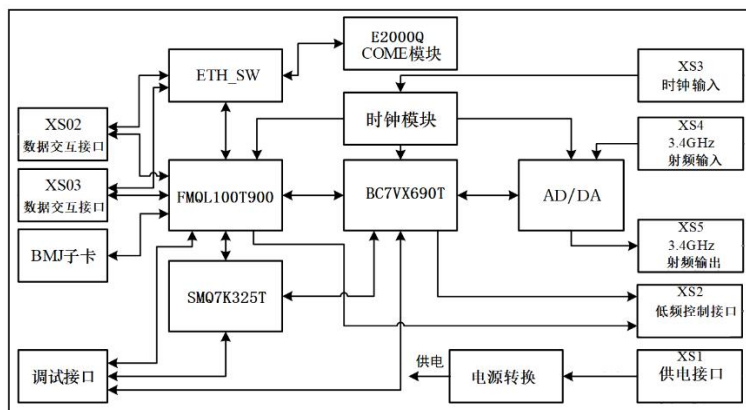 E2000Q
COME模块
ETH_SW
XS3
时钟输入
XS02
数据交互接口
时钟模块
XS4
3.4GHz
射频输入
XS03
数据交互接口
FMQL100T900
BC7VX690T
AD/DA
BMJ子卡
XS5
3.4GHz
射频输出
SMQ7K325T
XS2
低频控制接口
调试接口
供电
电源转换
XS1
供电接口